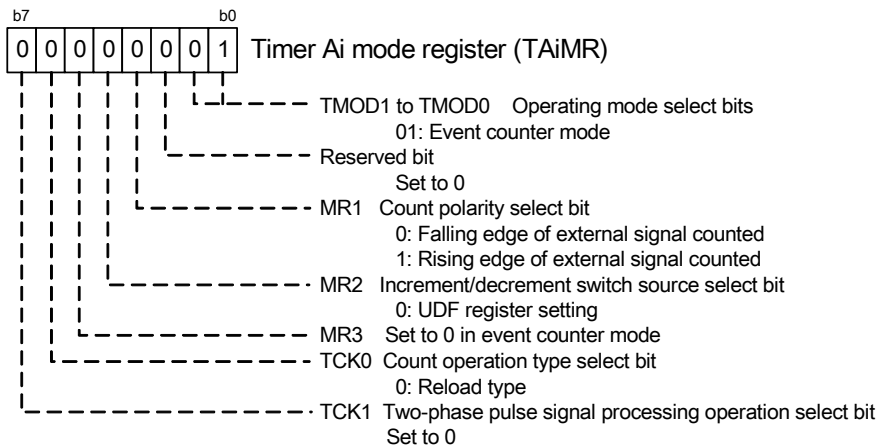 b7 b0
0 0 0 0 0 0 0 1 Timer Ai mode register (TAiMR)
TMOD1 to TMOD0 Operating mode select bits
01: Event counter mode
Reserved bit
Set to 0
MR1 Count polarity select bit
0: Falling edge of external signal counted
1: Rising edge of external signal counted
MR2 Increment/decrement switch source select bit
0: UDF register setting
MR3 Set to 0 in event counter mode
TCK0 Count operation type select bit
0: Reload type
TCK1 Two-phase pulse signal processing operation select bit
Set to 0